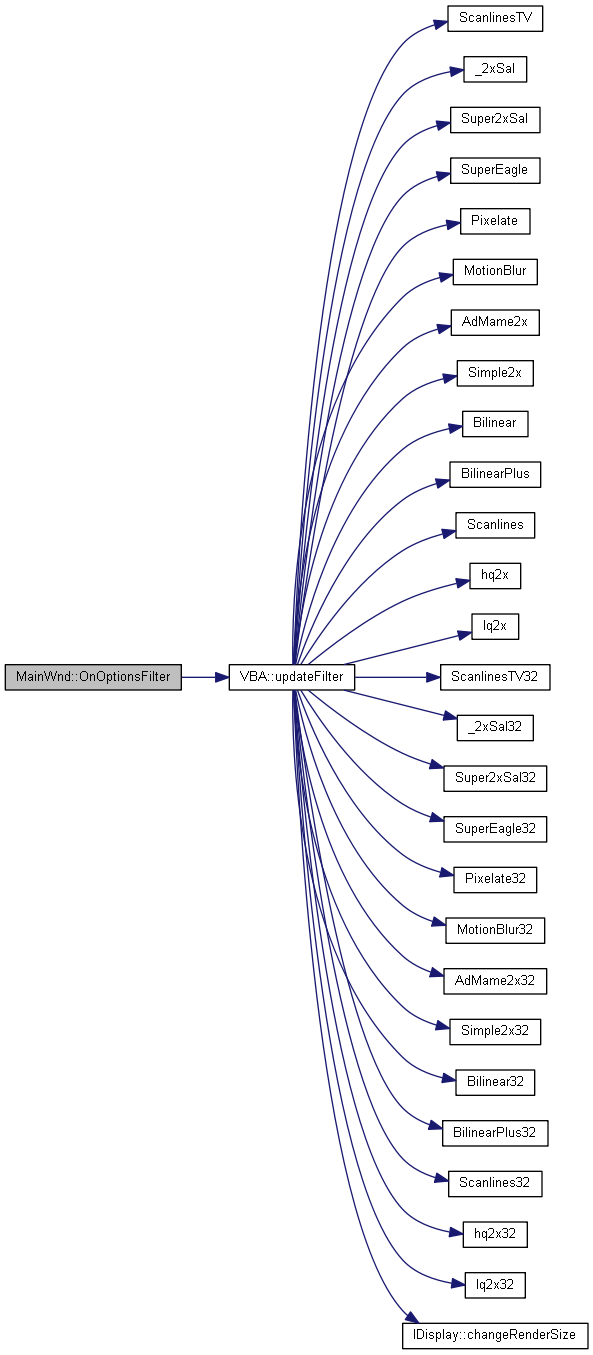 ScanlinesTV
_2xSaI
Super2xSaI
SuperEagle
Pixelate
MotionBlur
AdMame2x
Simple2x
Bilinear
BilinearPlus
Scanlines
hq2x
lq2x
MainWnd::OnOptionsFilter
VBA::updateFilter
ScanlinesTV32
_2xSaI32
Super2xSaI32
SuperEagle32
Pixelate32
MotionBlur32
AdMame2x32
Simple2x32
Bilinear32
BilinearPlus32
Scanlines32
hq2x32
lq2x32
IDisplay::changeRenderSize